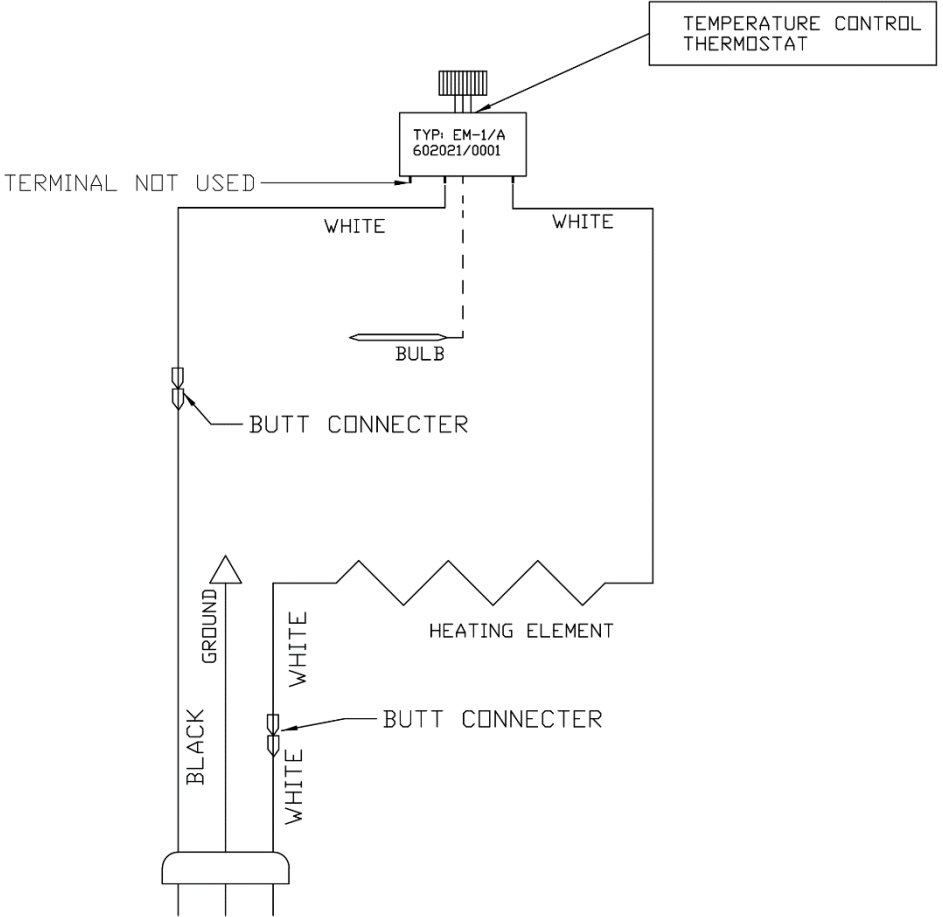 TEMPERATURE CONTROL
THERMOSTAT
TYP: EM-1/A
602021/0001
TERMINAL NOT USED
WHITE
WHITE
BULB
BUTT CONNECTER
GROUND
HEATING ELEMENT
WHITE
BUTT CONNECTER
BLACK
WHITE